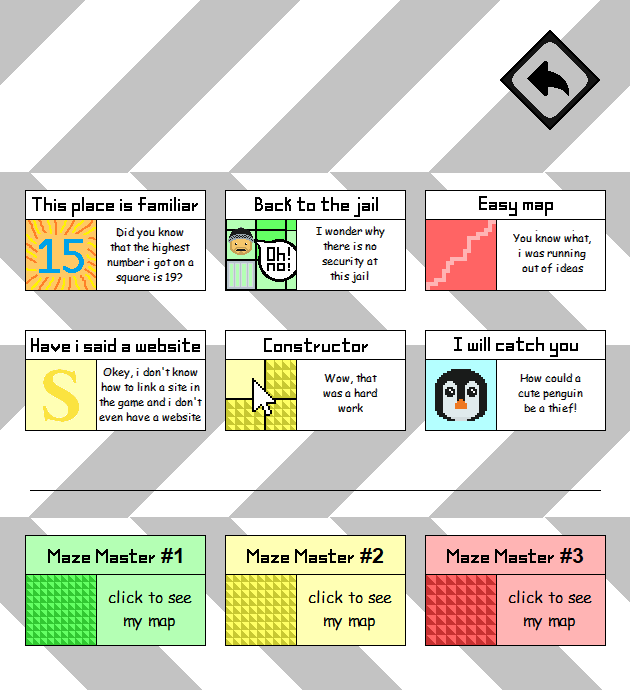 This place is familiar
15
Did you know
that the highest
number i got on a
square is 19?
Back to the jail
Oh!
no!
I wonder why
there is no
security at
this jail
Easy map
You know what,
i was running
out of ideas
Have i said a website
S
Okey, i don't know
how to link a site in
the game and i don't
even have a website
Constructor
Wow, that
was a hard
work
I will catch you
How could a
cute penguin
be a thief!
Maze Master #1
click to see
my map
Maze Master #2
click to see
my map
Maze Master #3
click to see
my map